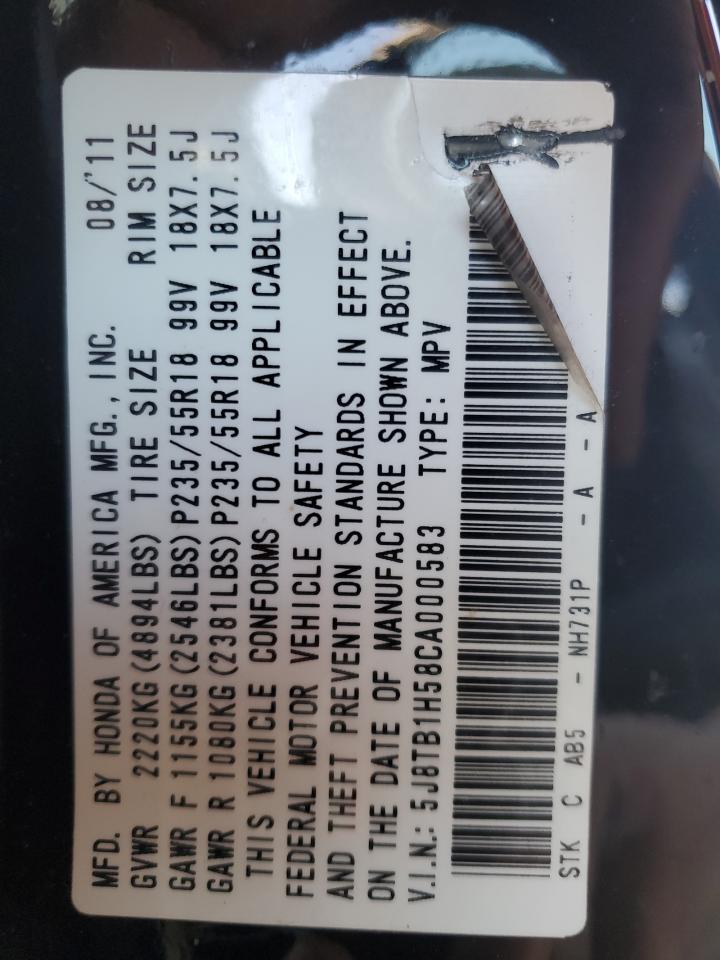 MFD. BY HONDA OF AMERICA MFG., INC. 08/'11
GVWR 2220KG(4894LBS) TIRE SIZE RIM SIZE
GAWR F 1155KG(2546LBS)P235/55R18 99V 18X7.5J
GAWR R 1080KG(2381LBS)P235/55R18 99V 18X7.5J
THIS VEHICLE CONFORMS TO ALL APPLICABLE
FEDERAL MOTOR VEHICLE SAFETY
AND THEFT PREVENTION STANDARDS IN EFFECT
ON THE DATE OF MANUFACTURE SHOWN ABOVE.
V.I.N.: 5J8TB1H58CA000583 TYPE: MPV
STK C AB5 - NH731P - A - A